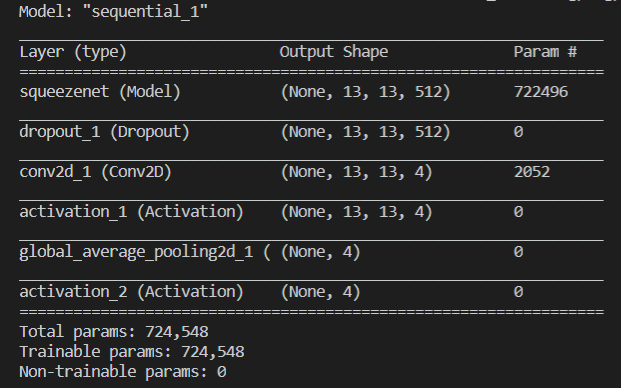 Model: "sequential_1"
Layer (type) Output Shape Param #
squeezenet (Model) (None, 13, 13, 512) 722496
dropout_1 (Dropout) (None, 13, 13, 512) 0
conv2d_1 (Conv2D) (None, 13, 13, 4) 2052
activation_1 (Activation) (None, 13, 13, 4) 0
global_average_pooling2d_1 ( (None, 4) 0
activation_2 (Activation) (None, 4) 0
Total params: 724,548
Trainable params: 724,548
Non-trainable params: 0